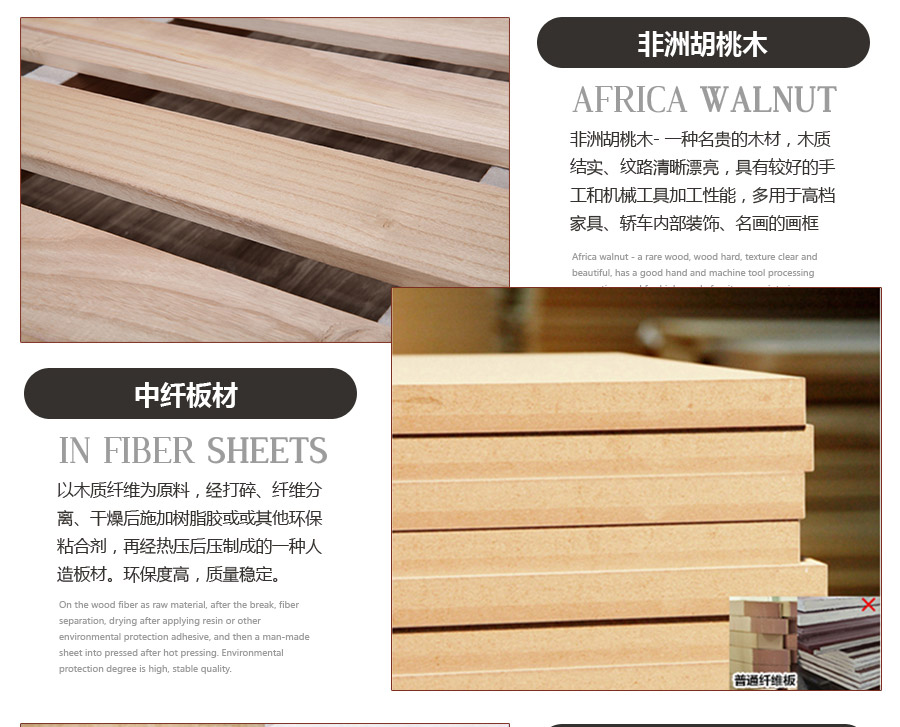 非洲胡桃木
AFRICA WALNUT
非洲胡桃木- 一种名贵的木材，木质
结实、纹路清晰漂亮，具有较好的手
工和机械工具加工性能，多用于高档
家具、轿车内部装饰、名画的画框
Africa walnut - a rare wood, wood hard, texture clear and
beautiful, has a good hand and machine tool processing
中纤板材
IN FIBER SHEETS
以木质纤维为原料，经打碎、纤维分
离、干燥后施加树脂胶或或其他环保
粘合剂，再经热压后压制成的一种人
造板材。环保度高，质量稳定。
On the wood fiber as raw material, after the break, fiber
separation, drying after applying resin or other
environmental protection adhesive, and then a man-made
sheet into pressed after hot pressing. Environmental
protection degree is high, stable quality.
普通纤维板